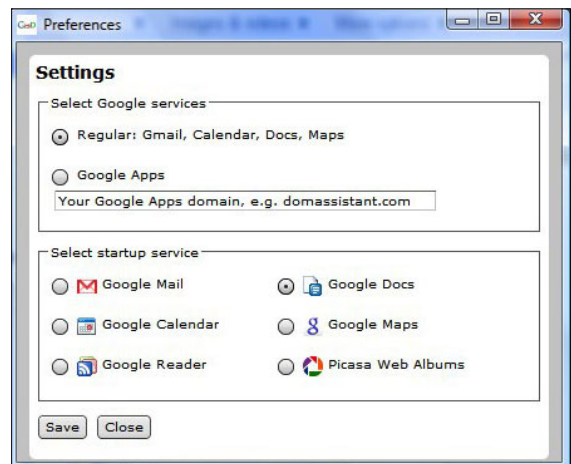 GooD Preferences
Settings
Select Google services
Regular: Gmail, Calendar, Docs, Maps
Google Apps
Your Google Apps domain, e.g. domassistant.com
Select startup service
Google Mail
Google Docs
Google Calendar
Google Maps
Google Reader
Picasa Web Albums
Save Close